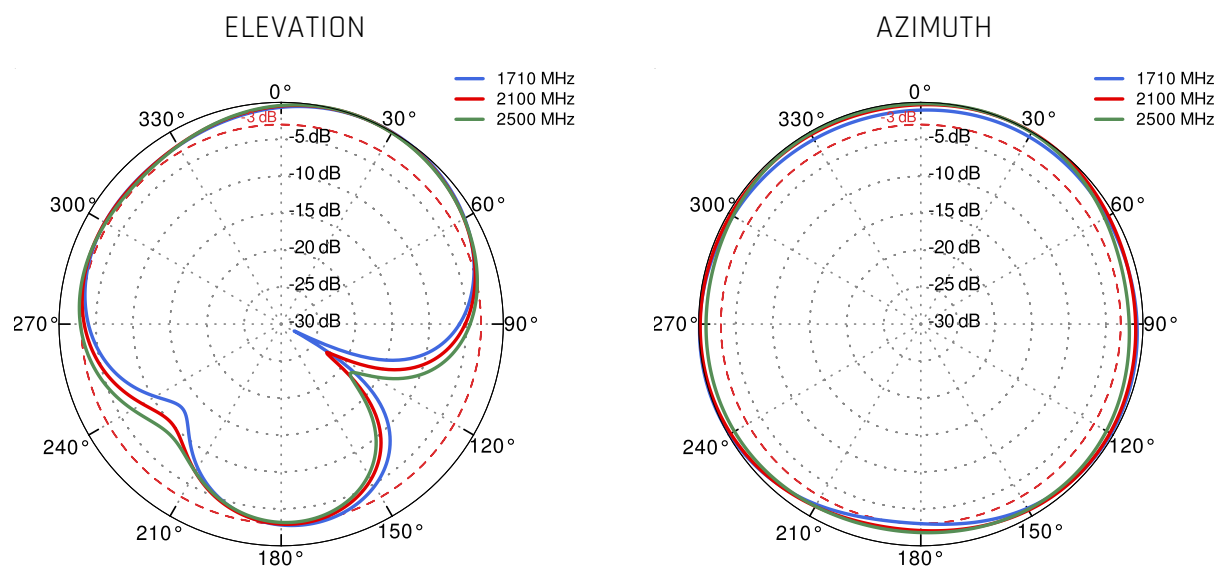 ELEVATION
1710 MHz
2100 MHz
2500 MHz
0°
30°
60°
90°
120°
150°
180°
210°
240°
270°
300°
330°
-3 dB
-5 dB
-10 dB
-15 dB
-20 dB
-25 dB
-30 dB
AZIMUTH
1710 MHz
2100 MHz
2500 MHz
0°
30°
60°
90°
120°
150°
180°
210°
240°
270°
300°
330°
-3 dB
-5 dB
-10 dB
-15 dB
-20 dB
-25 dB
-30 dB